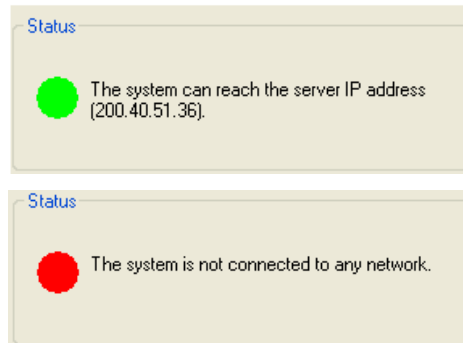 Status
The system can reach the server IP address
(200.40.51.36).
Status
The system is not connected to any network.